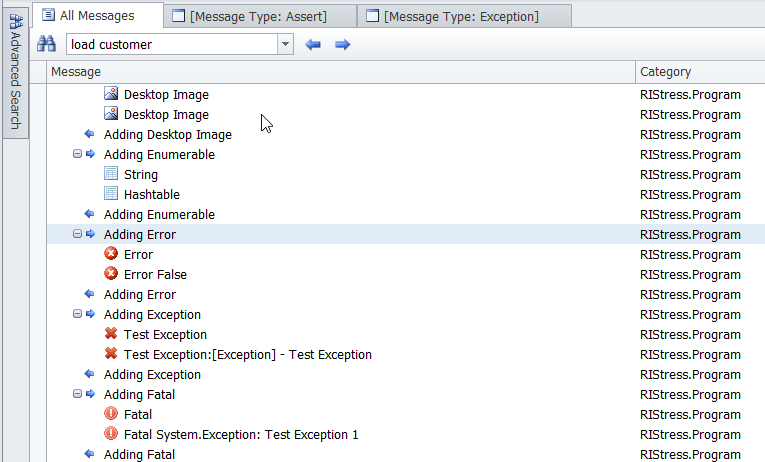 All Messages [Message Type: Assert] [Message Type: Exception]
Advanced Search
load customer
Message Category
Desktop Image RIStress.Program
Desktop Image RIStress.Program
Adding Desktop Image RIStress.Program
Adding Enumerable RIStress.Program
String RIStress.Program
Hashtable RIStress.Program
Adding Enumerable RIStress.Program
Adding Error RIStress.Program
Error RIStress.Program
Error False RIStress.Program
Adding Error RIStress.Program
Adding Exception RIStress.Program
Test Exception RIStress.Program
Test Exception:[Exception] - Test Exception RIStress.Program
Adding Exception RIStress.Program
Adding Fatal RIStress.Program
Fatal RIStress.Program
Fatal System.Exception: Test Exception 1 RIStress.Program
Adding Fatal RIStress.Program